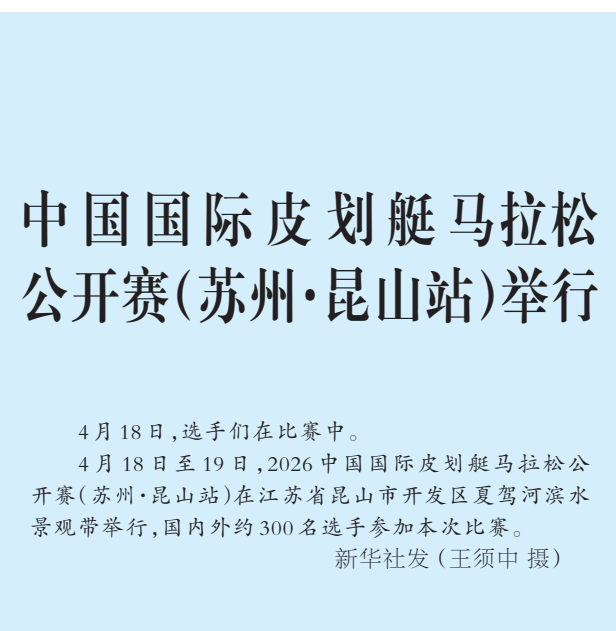 中国国际皮划艇马拉松
公开赛(苏州·昆山站)举行
4月18日,选手们在比赛中。
4月18日至19日,2026中国国际皮划艇马拉松公
开赛(苏州·昆山站)在江苏省昆山市开发区夏驾河滨水
景观带举行,国内外约300名选手参加本次比赛。
新华社发(王须中 摄)